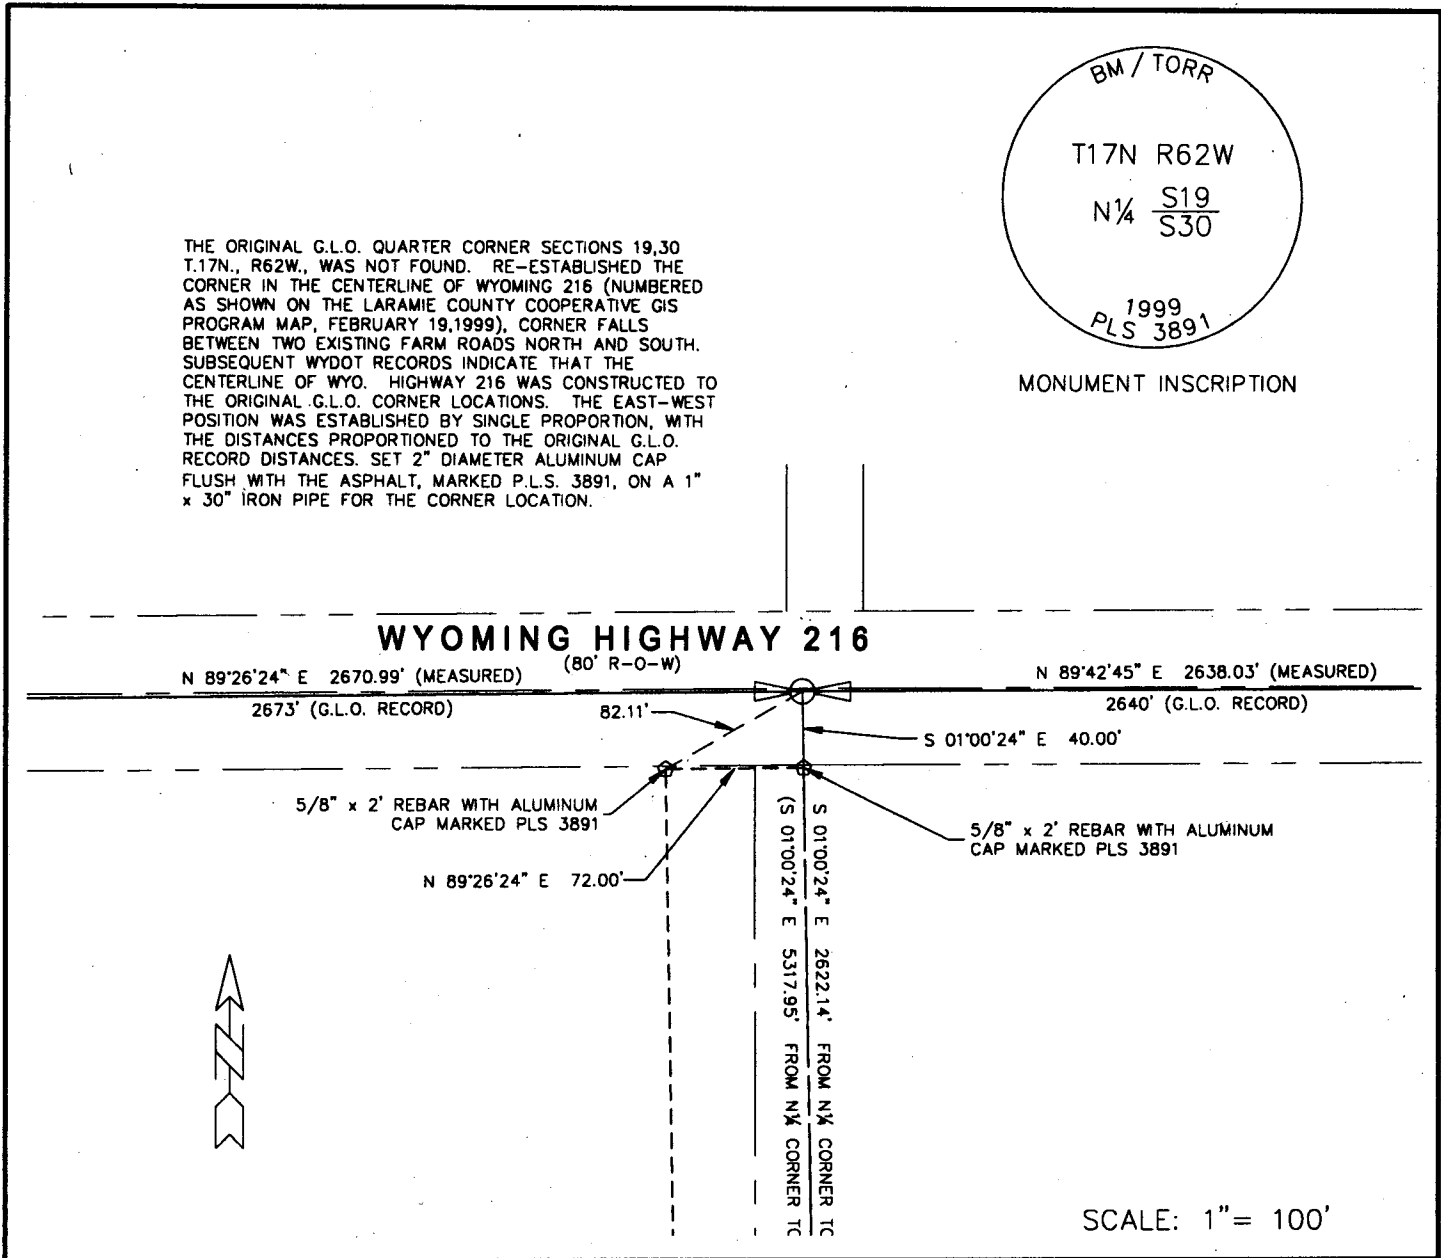 BM / TORR
T17N R62W
N¼ S19
S30
1999
PLS 3891
MONUMENT INSCRIPTION
THE ORIGINAL G.L.O. QUARTER CORNER SECTIONS 19,30
T.17N., R62W., WAS NOT FOUND. RE-ESTABLISHED THE
CORNER IN THE CENTERLINE OF WYOMING 216 (NUMBERED
AS SHOWN ON THE LARAMIE COUNTY COOPERATIVE GIS
PROGRAM MAP, FEBRUARY 19,1999), CORNER FALLS
BETWEEN TWO EXISTING FARM ROADS NORTH AND SOUTH.
SUBSEQUENT WYDOT RECORDS INDICATE THAT THE
CENTERLINE OF WYO. HIGHWAY 216 WAS CONSTRUCTED TO
THE ORIGINAL G.L.O. CORNER LOCATIONS. THE EAST-WEST
POSITION WAS ESTABLISHED BY SINGLE PROPORTION, WITH
THE DISTANCES PROPORTIONED TO THE ORIGINAL G.L.O.
RECORD DISTANCES. SET 2" DIAMETER ALUMINUM CAP
FLUSH WITH THE ASPHALT, MARKED P.L.S. 3891, ON A 1"
x 30" IRON PIPE FOR THE CORNER LOCATION.
WYOMING HIGHWAY 216
(80' R-O-W)
N 89°26'24" E 2670.99' (MEASURED)
N 89°42'45" E 2638.03' (MEASURED)
2673' (G.L.O. RECORD)
2640' (G.L.O. RECORD)
82.11'
S 01°00'24" E 40.00'
5/8" x 2' REBAR WITH ALUMINUM
CAP MARKED PLS 3891
5/8" x 2' REBAR WITH ALUMINUM
CAP MARKED PLS 3891
N 89°26'24" E 72.00'
S 01°00'24" E 2622.14' FROM N¼ CORNER TO
(S 01°00'24" E 5317.95' FROM N¼ CORNER TO
N
SCALE: 1"= 100'